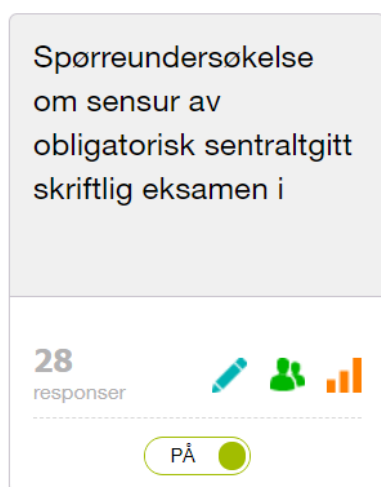 Spørreundersøkelse
om sensur av
obligatorisk sentraltgitt
skriftlig eksamen i
28
responser
PÅ